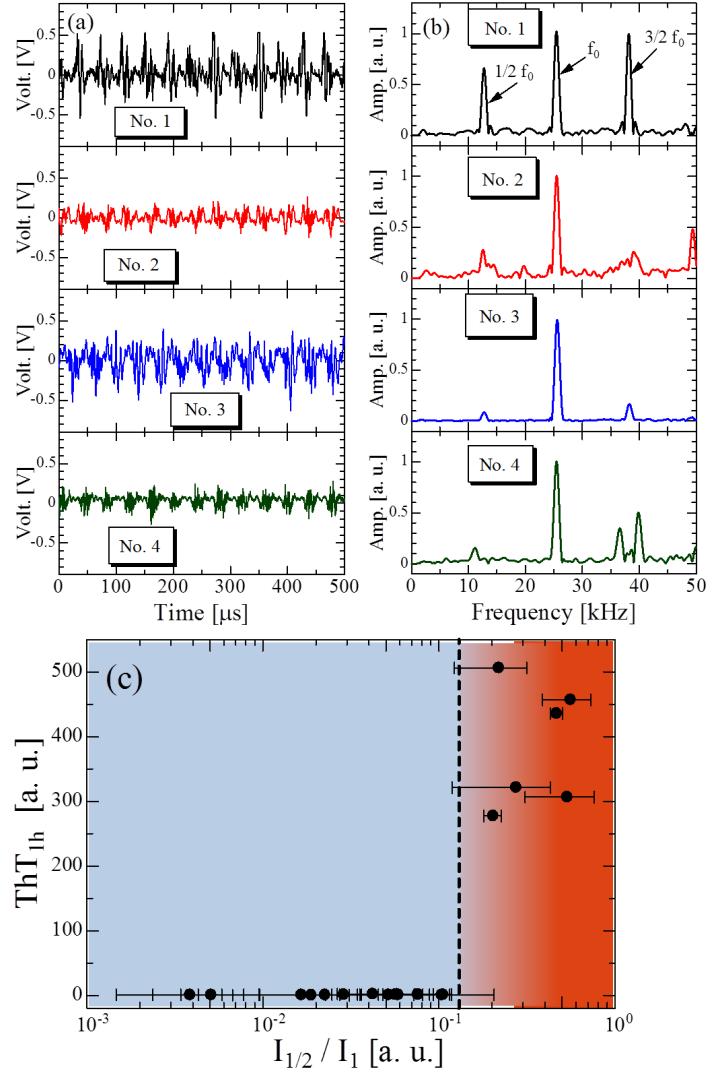 (a)
Volt. [V]
0.5
0
-0.5
No. 1
Volt. [V]
0.5
0
-0.5
No. 2
Volt. [V]
0.5
0
-0.5
No. 3
Volt. [V]
0.5
0
-0.5
No. 4
0 100 200 300 400 500
Time [μs]
(b)
Amp. [a. u.]
1
0.5
0
No. 1
1/2 f₀
f₀
3/2 f₀
Amp. [a. u.]
1
0.5
0
No. 2
Amp. [a. u.]
1
0.5
0
No. 3
Amp. [a. u.]
1
0.5
0
No. 4
0 10 20 30 40 50
Frequency [kHz]
(c)
ThT₁ₕ [a. u.]
500
400
300
200
100
0
10⁻³ 10⁻² 10⁻¹ 10⁰
I₁/₂ / I₁ [a. u.]